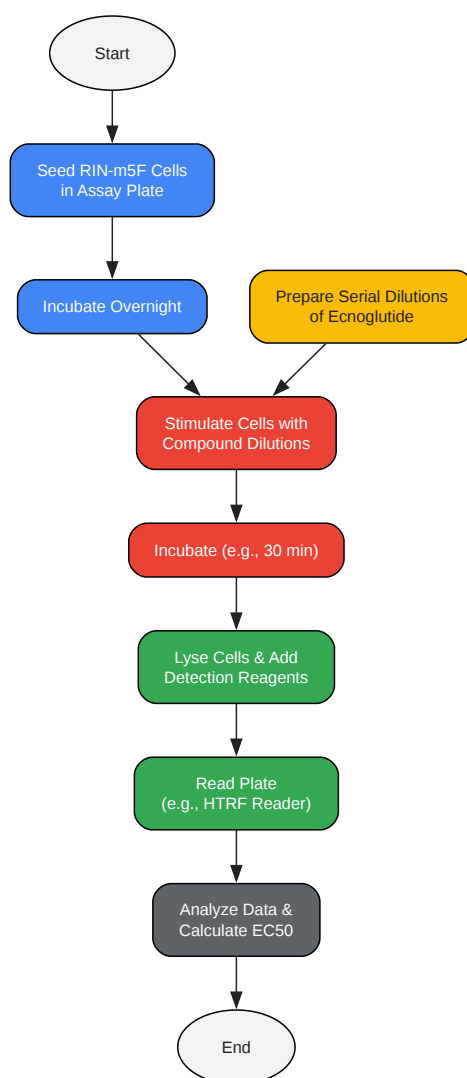 Start
Seed RIN-m5F Cells
in Assay Plate
Incubate Overnight
Prepare Serial Dilutions
of Ecnoglutide
Stimulate Cells with
Compound Dilutions
Incubate (e.g., 30 min)
Lyse Cells & Add
Detection Reagents
Read Plate
(e.g., HTRF Reader)
Analyze Data &
Calculate EC50
End